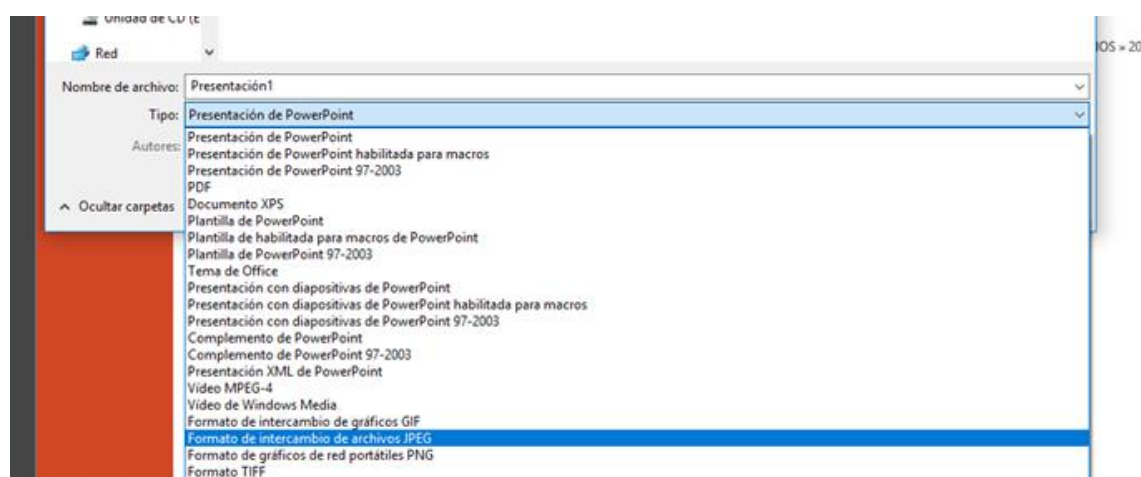 Unidad de CD (E
Red
IOS » 20
Nombre de archivo: Presentación1
Tipo: Presentación de PowerPoint
Autores:
Presentación de PowerPoint
Presentación de PowerPoint habilitada para macros
Presentación de PowerPoint 97-2003
PDF
Ocultar carpetas
Documento XPS
Plantilla de PowerPoint
Plantilla de habilitada para macros de PowerPoint
Plantilla de PowerPoint 97-2003
Tema de Office
Presentación con diapositivas de PowerPoint
Presentación con diapositivas de PowerPoint habilitada para macros
Presentación con diapositivas de PowerPoint 97-2003
Complemento de PowerPoint
Complemento de PowerPoint 97-2003
Presentación XML de PowerPoint
Vídeo MPEG-4
Vídeo de Windows Media
Formato de intercambio de gráficos GIF
Formato de intercambio de archivos JPEG
Formato de gráficos de red portátiles PNG
Formato TIFF